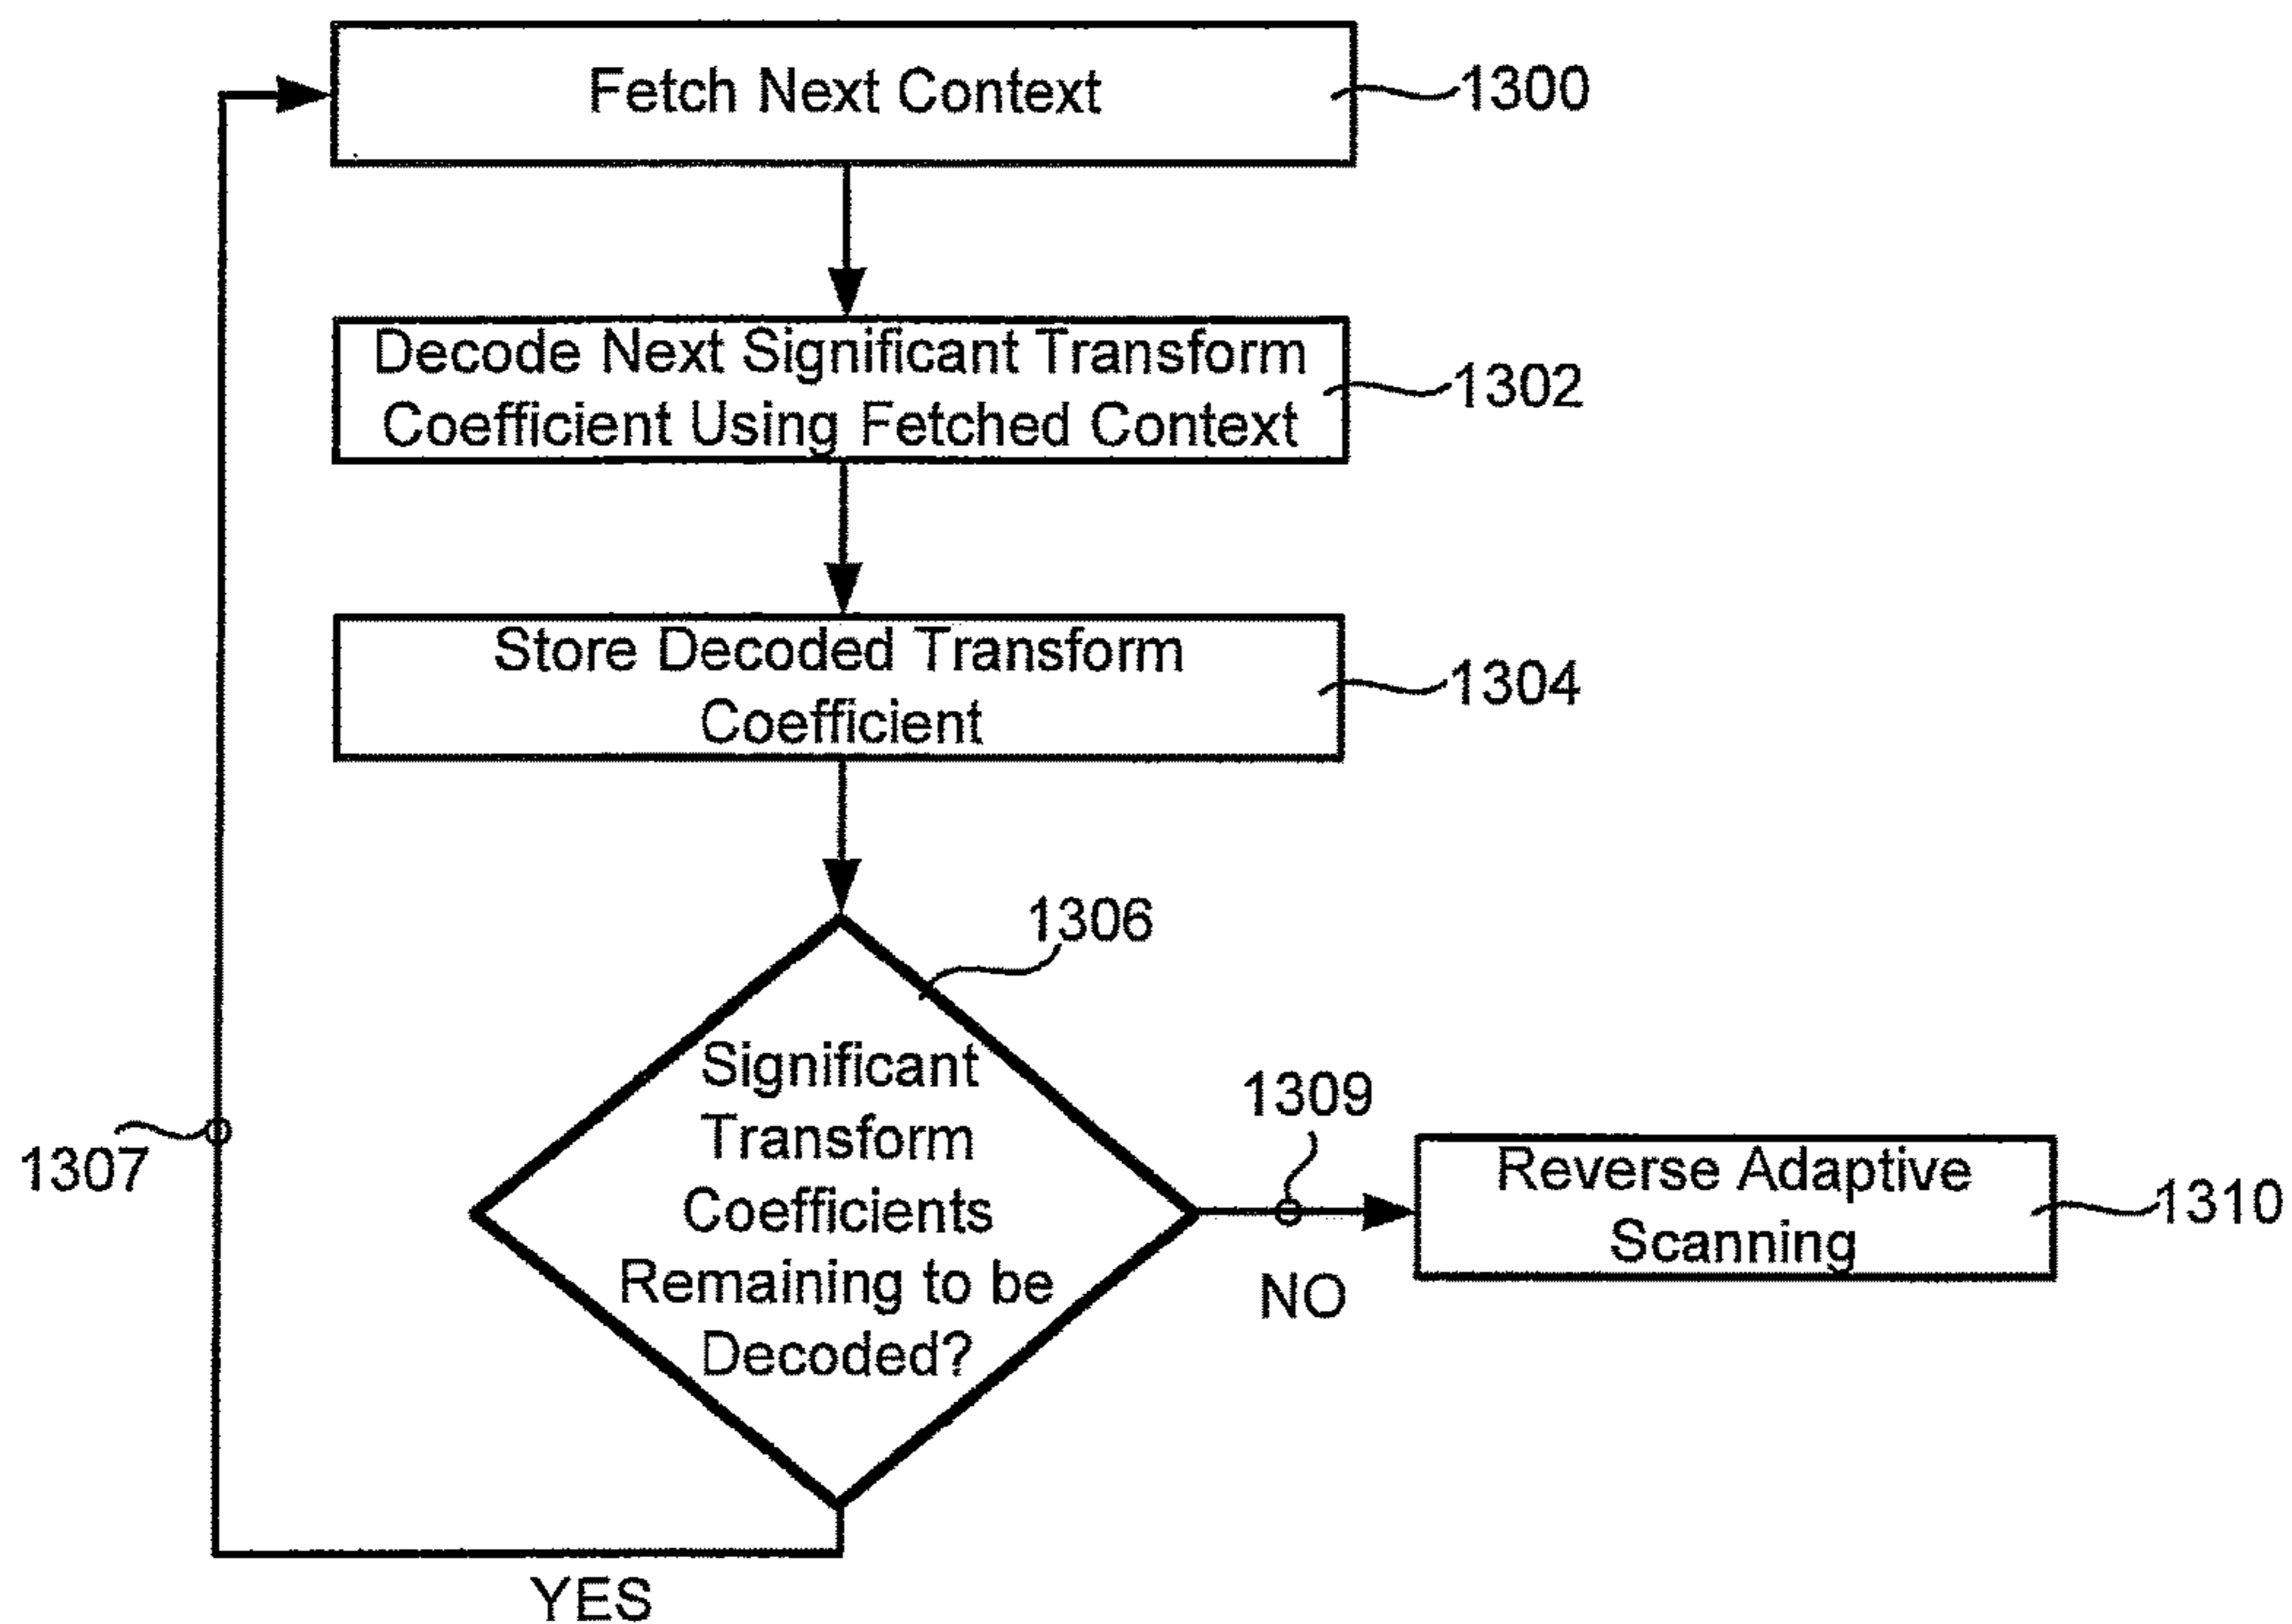 Fetch Next Context
1300
Decode Next Significant Transform
Coefficient Using Fetched Context
1302
Store Decoded Transform
Coefficient
1304
1306
Significant
Transform
Coefficients
Remaining to be
Decoded?
1307
YES
1309
NO
Reverse Adaptive
Scanning
1310